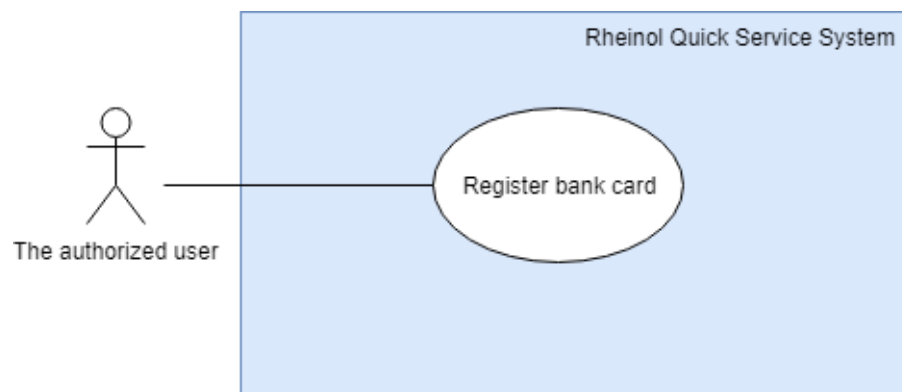 Rheinol Quick Service System
Register bank card
The authorized user